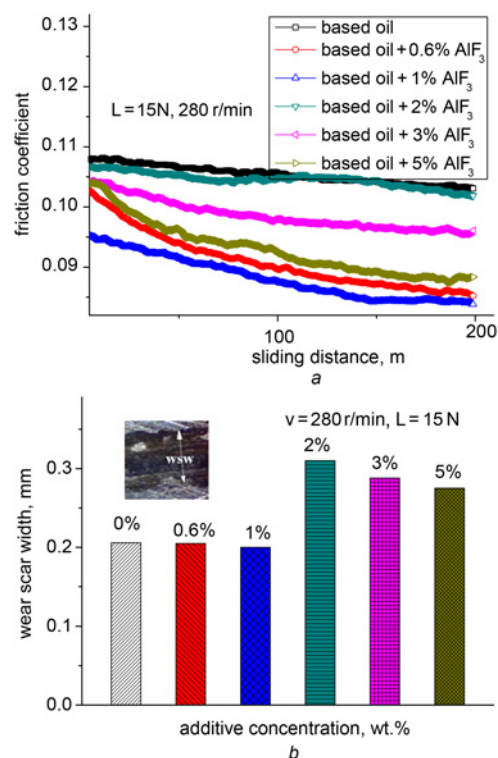 0.13
0.12
0.11
0.10
0.09
friction coefficient
L = 15N, 280 r/min
based oil
based oil + 0.6% AlF3
based oil + 1% AlF3
based oil + 2% AlF3
based oil + 3% AlF3
based oil + 5% AlF3
100
200
sliding distance, m
a
0.3
0.2
0.1
0.0
wear scar width, mm
v = 280 r/min, L = 15 N
wsw
0%
0.6%
1%
2%
3%
5%
additive concentration, wt.%
b